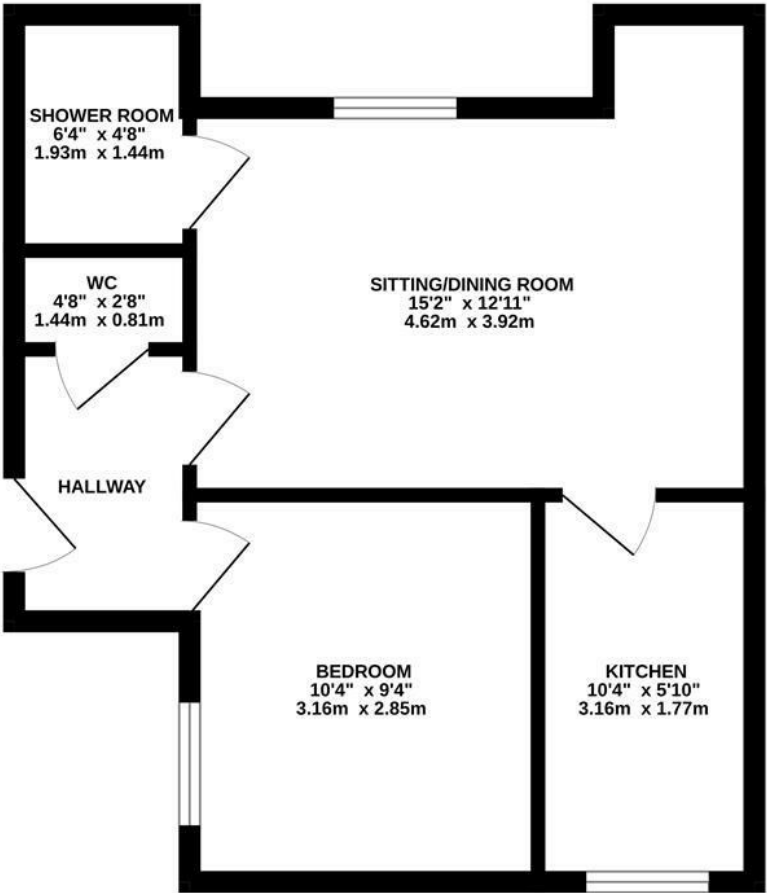 SHOWER ROOM
6'4" x 4'8"
1.93m x 1.44m
WC
4'8" x 2'8"
1.44m x 0.81m
SITTING/DINING ROOM
15'2" x 12'11"
4.62m x 3.92m
HALLWAY
BEDROOM
10'4" x 9'4"
3.16m x 2.85m
KITCHEN
10'4" x 5'10"
3.16m x 1.77m